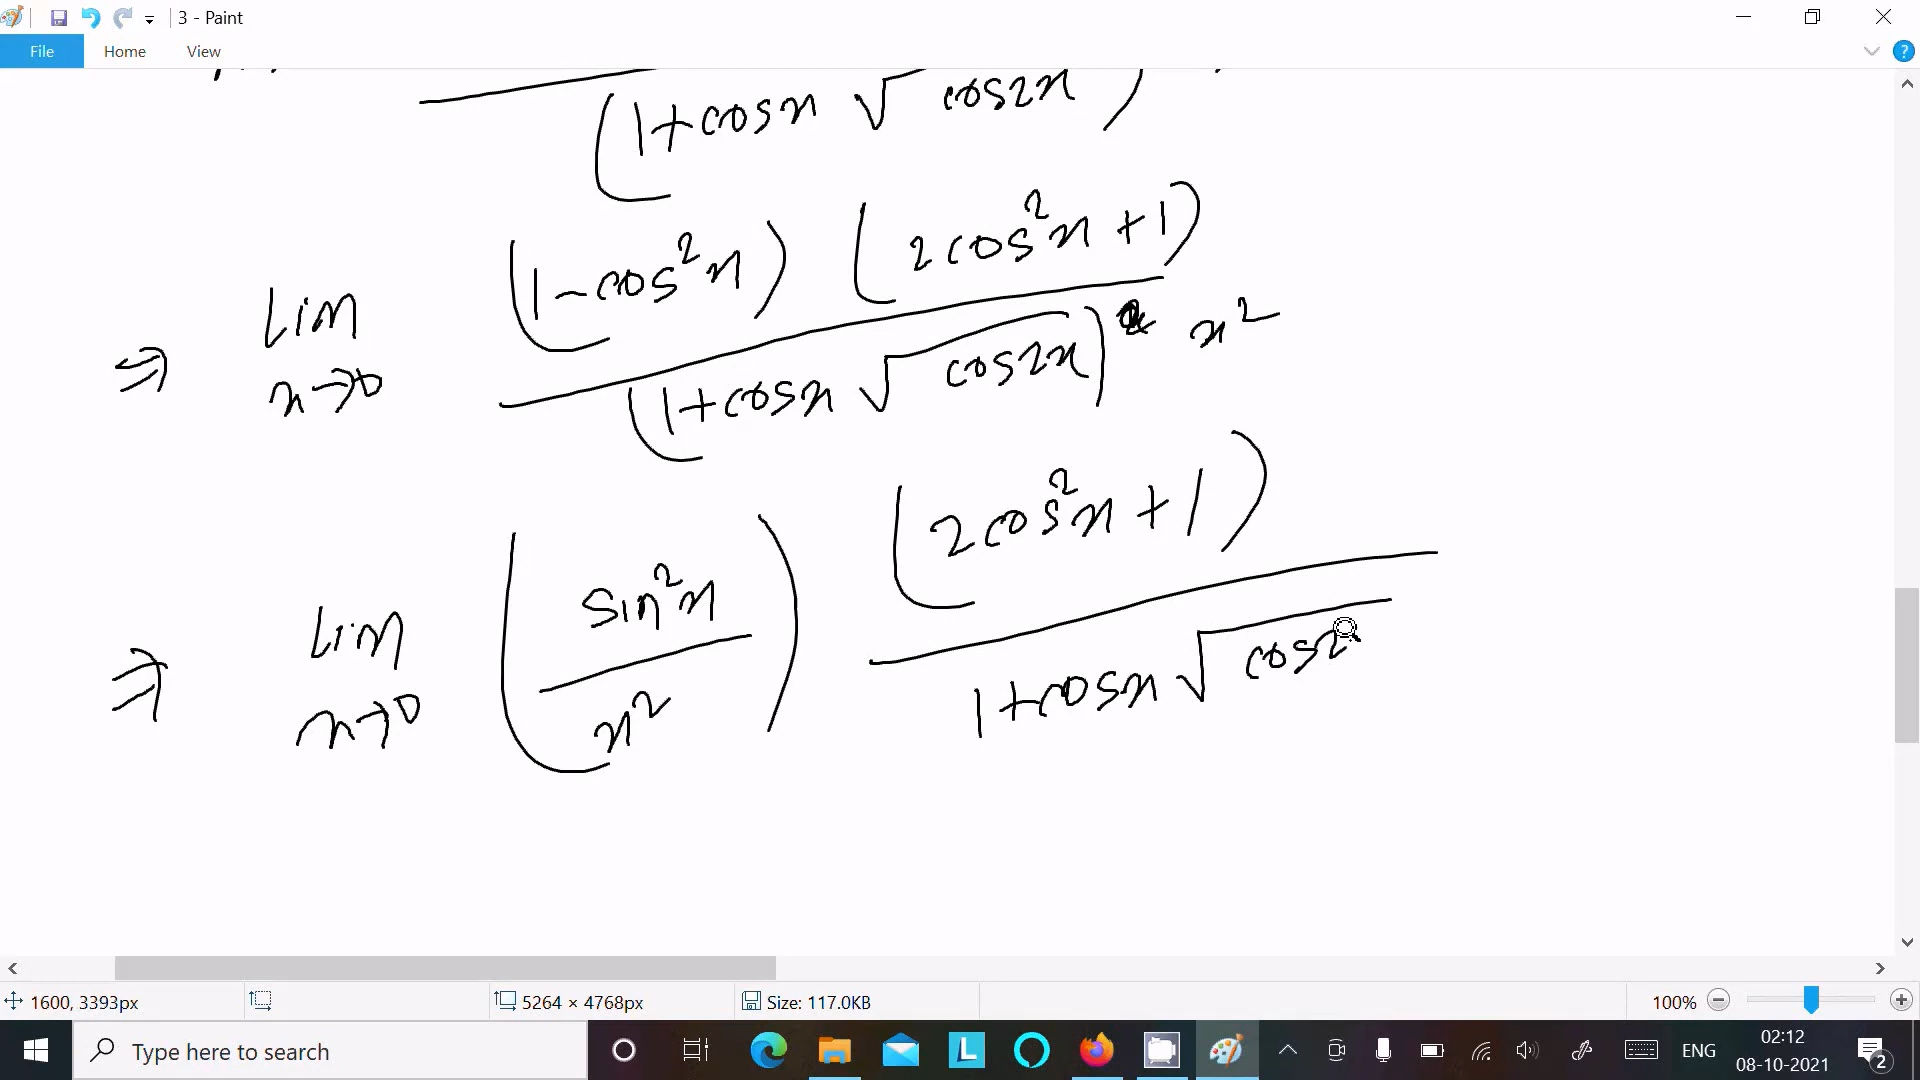 3 - Paint
File Home View
(1+cosx √cos2x)
⇒ lim x→0 (1-cos²x) (2cos²x+1)
(1+cosx √cos2x) x²
⇒ lim x→0 (sin²x / x²) (2cos²x+1)
1+cosx √cos2
1600, 3393px
5264 × 4768px
Size: 117.0KB
100%
Type here to search
L
ENG
02:12
08-10-2021
2